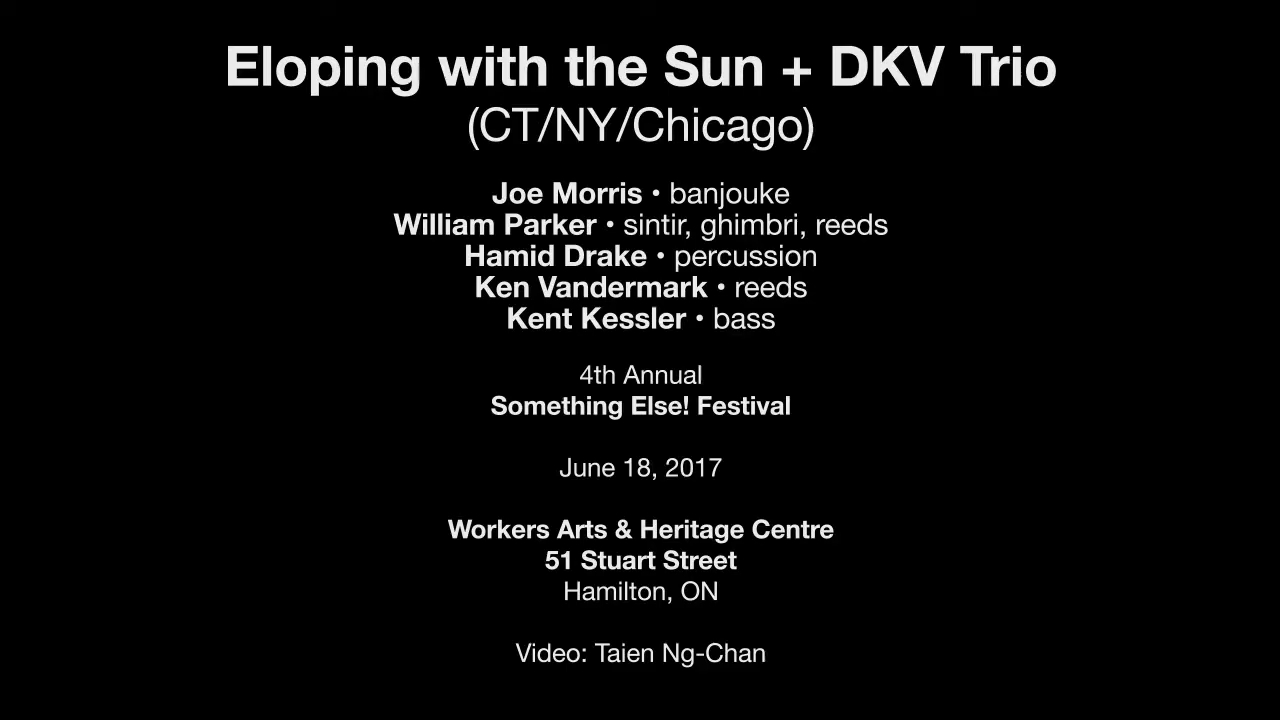 Eloping with the Sun + DKV Trio
(CT/NY/Chicago)
Joe Morris • banjouke
William Parker • sintir, ghimbri, reeds
Hamid Drake • percussion
Ken Vandermark • reeds
Kent Kessler • bass
4th Annual
Something Else! Festival
June 18, 2017
Workers Arts & Heritage Centre
51 Stuart Street
Hamilton, ON
Video: Taien Ng-Chan